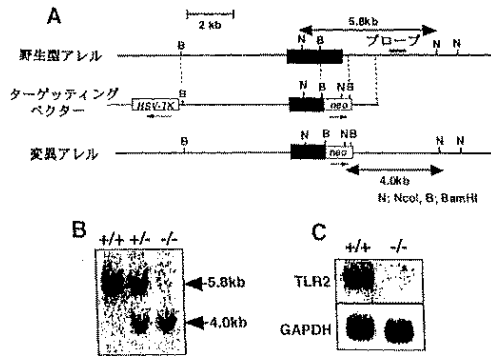 A
2 kb
5.8kb
プローブ
野生型アレル
B N B N N
ターゲッティング
ベクター
HSV-TK B N B N B neo
変異アレル
B N B neo N B N N
4.0kb
N; NcoI, B; BamHI
B
+/+ +/- -/-
5.8kb
4.0kb
C
+/+ -/-
TLR2
GAPDH